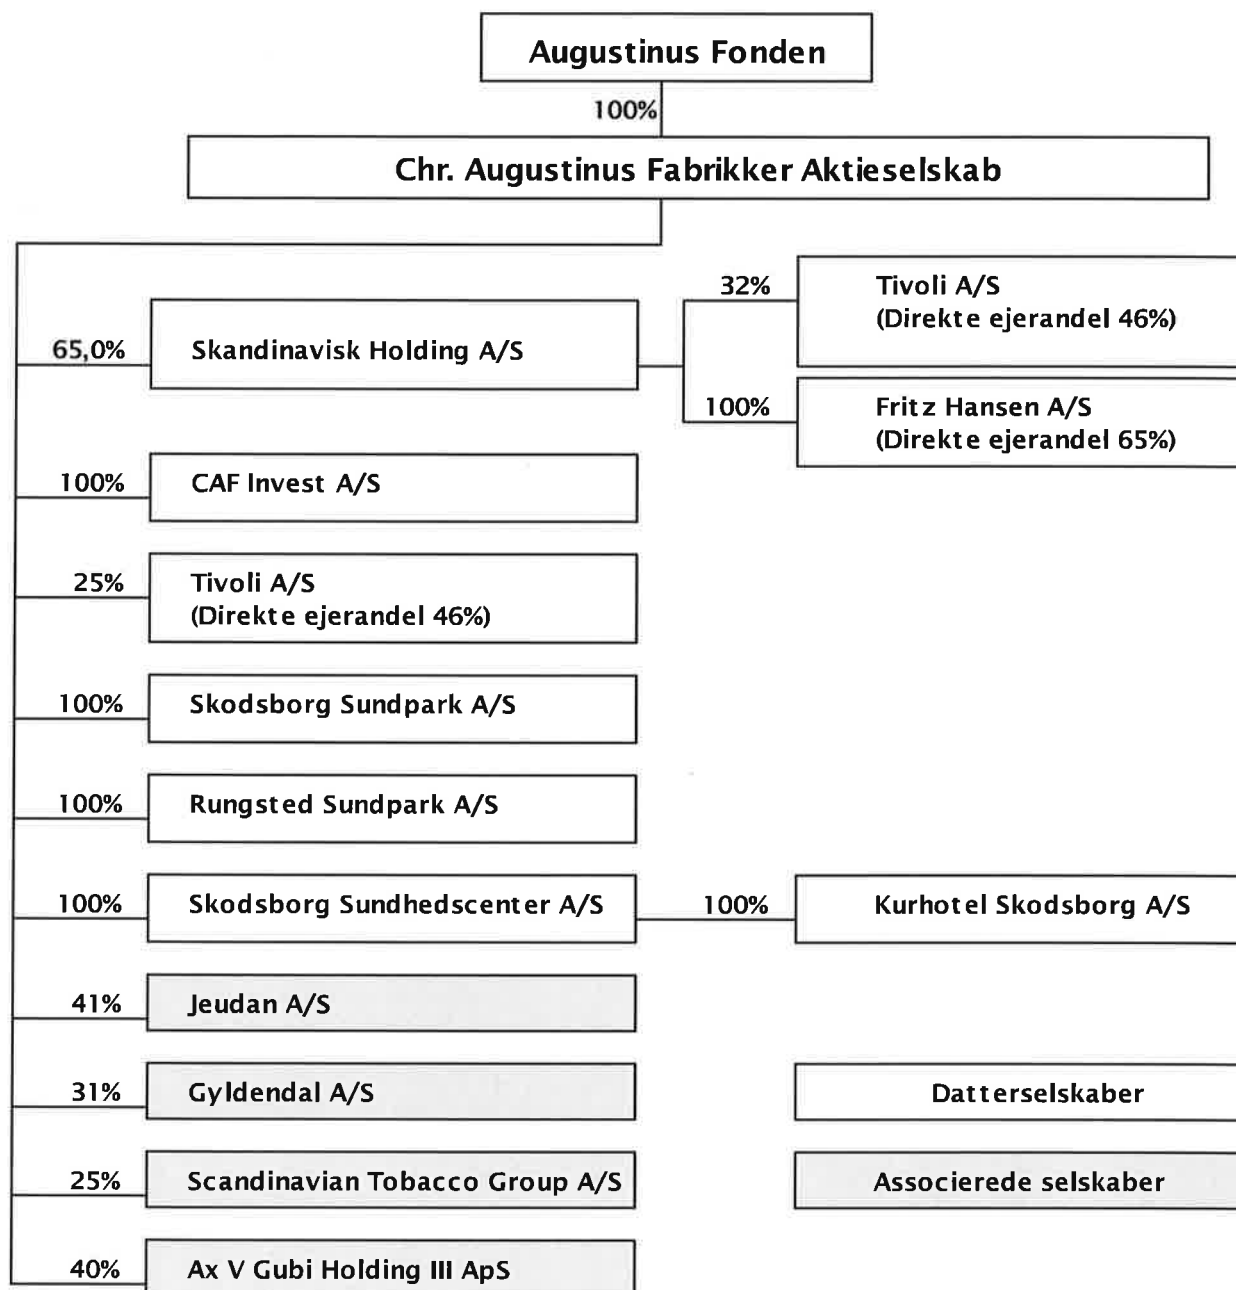 Augustinus Fonden
100%
Chr. Augustinus Fabrikker Aktieselskab
65,0%
Skandinavisk Holding A/S
32%
Tivoli A/S
(Direkte ejerandel 46%)
100%
Fritz Hansen A/S
(Direkte ejerandel 65%)
100%
CAF Invest A/S
25%
Tivoli A/S
(Direkte ejerandel 46%)
100%
Skodsborg Sundpark A/S
100%
Rungsted Sundpark A/S
100%
Skodsborg Sundhedscenter A/S
100%
Kurhotel Skodsborg A/S
41%
Jeudan A/S
31%
Gyldendal A/S
Datterselskaber
25%
Scandinavian Tobacco Group A/S
Associerede selskaber
40%
Ax V Gubi Holding III ApS